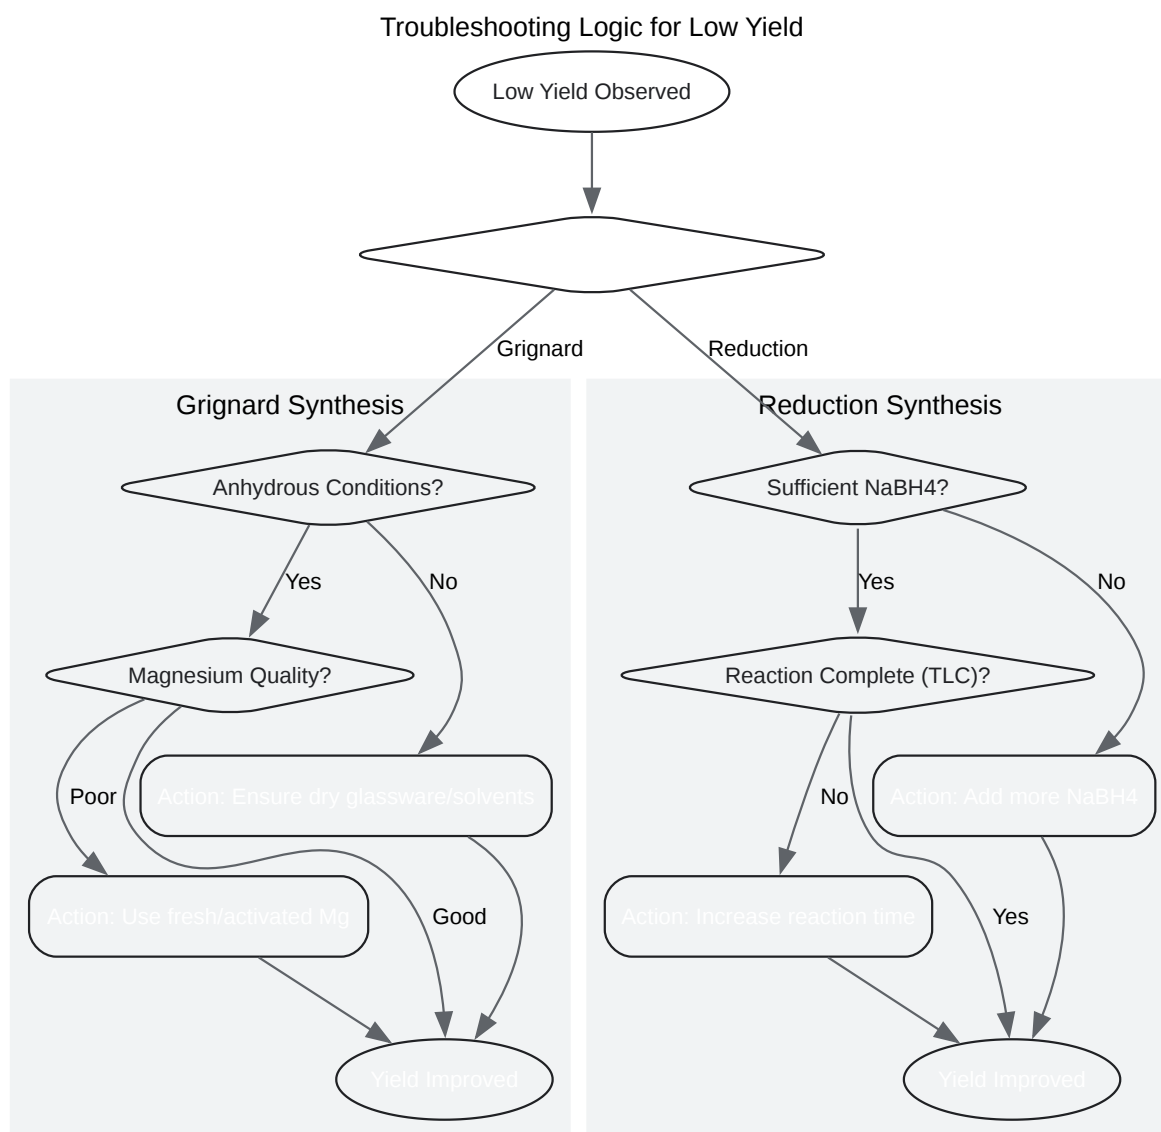 Troubleshooting Logic for Low Yield
Low Yield Observed
Grignard
Reduction
Grignard Synthesis
Reduction Synthesis
Anhydrous Conditions?
Sufficient NaBH4?
Yes
No
Yes
No
Magnesium Quality?
Reaction Complete (TLC)?
Poor
Action: Ensure dry glassware/solvents
No
Action: Add more NaBH4
Action: Use fresh/activated Mg
Good
Action: Increase reaction time
Yes
Yield Improved
Yield Improved